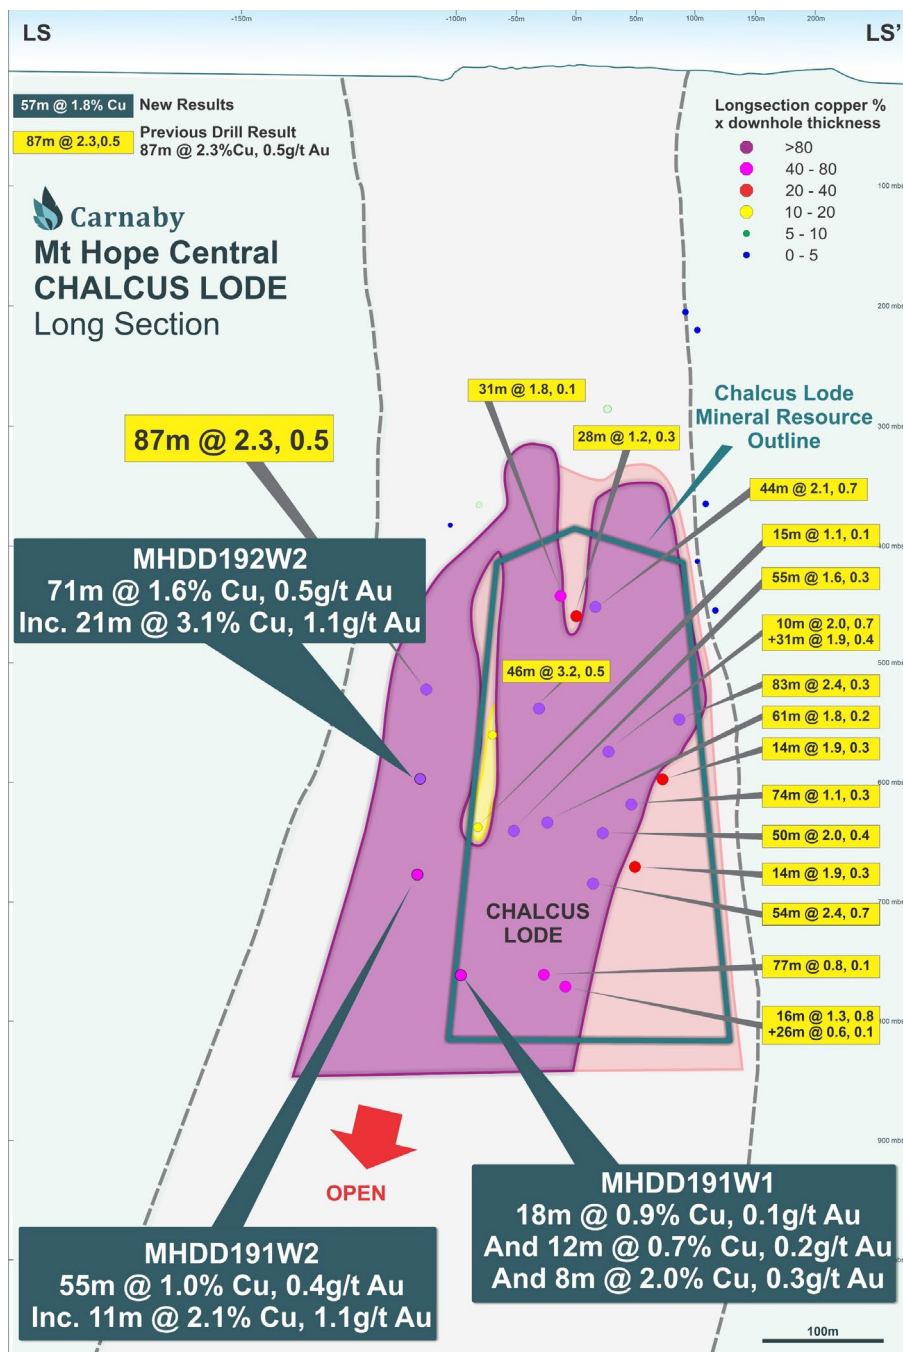 LS
-150m
-100m
-50m
0m
50m
100m
200m
LS'
57m @ 1.8% Cu
New Results
87m @ 2.3,0.5
Previous Drill Result
87m @ 2.3%Cu, 0.5g/t Au
Longsection copper %
x downhole thickness
>80
40 - 80
20 - 40
10 - 20
5 - 10
0 - 5
Carnaby
Mt Hope Central
CHALCUS LODE
Long Section
100 mbs
200 mbs
300 mbs
400 mbs
500 mbs
600 mbs
700 mbs
900 mbs
31m @ 1.8, 0.1
Chalcus Lode
Mineral Resource
Outline
87m @ 2.3, 0.5
28m @ 1.2, 0.3
44m @ 2.1, 0.7
15m @ 1.1, 0.1
MHDD192W2
71m @ 1.6% Cu, 0.5g/t Au
Inc. 21m @ 3.1% Cu, 1.1g/t Au
55m @ 1.6, 0.3
10m @ 2.0, 0.7
+31m @ 1.9, 0.4
46m @ 3.2, 0.5
83m @ 2.4, 0.3
61m @ 1.8, 0.2
14m @ 1.9, 0.3
74m @ 1.1, 0.3
50m @ 2.0, 0.4
14m @ 1.9, 0.3
54m @ 2.4, 0.7
CHALCUS
LODE
77m @ 0.8, 0.1
16m @ 1.3, 0.8
+26m @ 0.6, 0.1
OPEN
MHDD191W1
18m @ 0.9% Cu, 0.1g/t Au
And 12m @ 0.7% Cu, 0.2g/t Au
And 8m @ 2.0% Cu, 0.3g/t Au
MHDD191W2
55m @ 1.0% Cu, 0.4g/t Au
Inc. 11m @ 2.1% Cu, 1.1g/t Au
100m